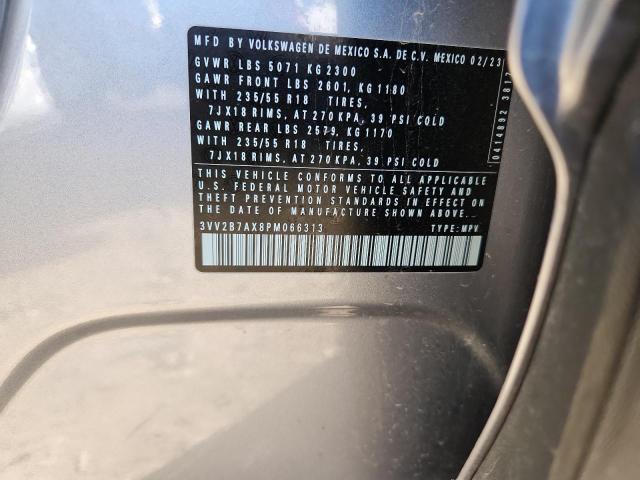 MFD BY VOLKSWAGEN DE MEXICO S.A. DE C.V. MEXICO 02/23
GVWR LBS 5071 KG 2300
GAWR FRONT LBS 2601, KG 1180
WITH 235/55 R18 TIRES,
7JX18 RIMS, AT 270 KPA, 39 PSI COLD
GAWR REAR LBS 2579, KG 1170
WITH 235/55 R18 TIRES,
7JX18 RIMS, AT 270 KPA, 39 PSI COLD
THIS VEHICLE CONFORMS TO ALL APPLICABLE
U.S. FEDERAL MOTOR VEHICLE SAFETY AND
THEFT PREVENTION STANDARDS IN EFFECT ON
THE DATE OF MANUFACTURE SHOWN ABOVE.
3VV2B7AX8PM066313 TYPE: MPV
0414892 3817